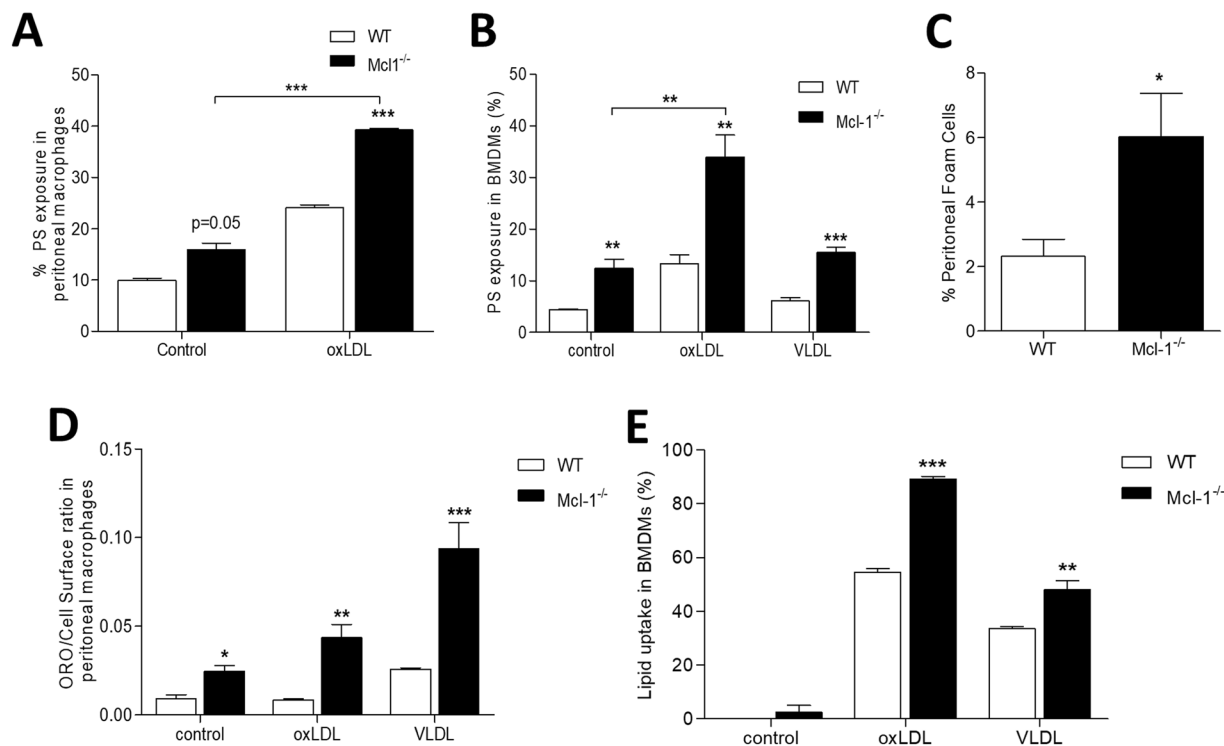 A
WT
Mcl1-/-
% PS exposure in
peritoneal macrophages
50
40
30
20
10
0
***
***
p=0.05
Control
oxLDL
B
WT
Mcl-1-/-
PS exposure in BMDMs (%)
50
40
30
20
10
0
**
**
**
***
control
oxLDL
VLDL
C
% Peritoneal Foam Cells
8
6
4
2
0
*
WT
Mcl-1-/-
D
WT
Mcl-1-/-
ORO/Cell Surface ratio in
peritoneal macrophages
0.15
0.10
0.05
0.00
*
**
***
control
oxLDL
VLDL
E
WT
Mcl-1-/-
Lipid uptake in BMDMs (%)
100
80
60
40
20
0
***
**
control
oxLDL
VLDL